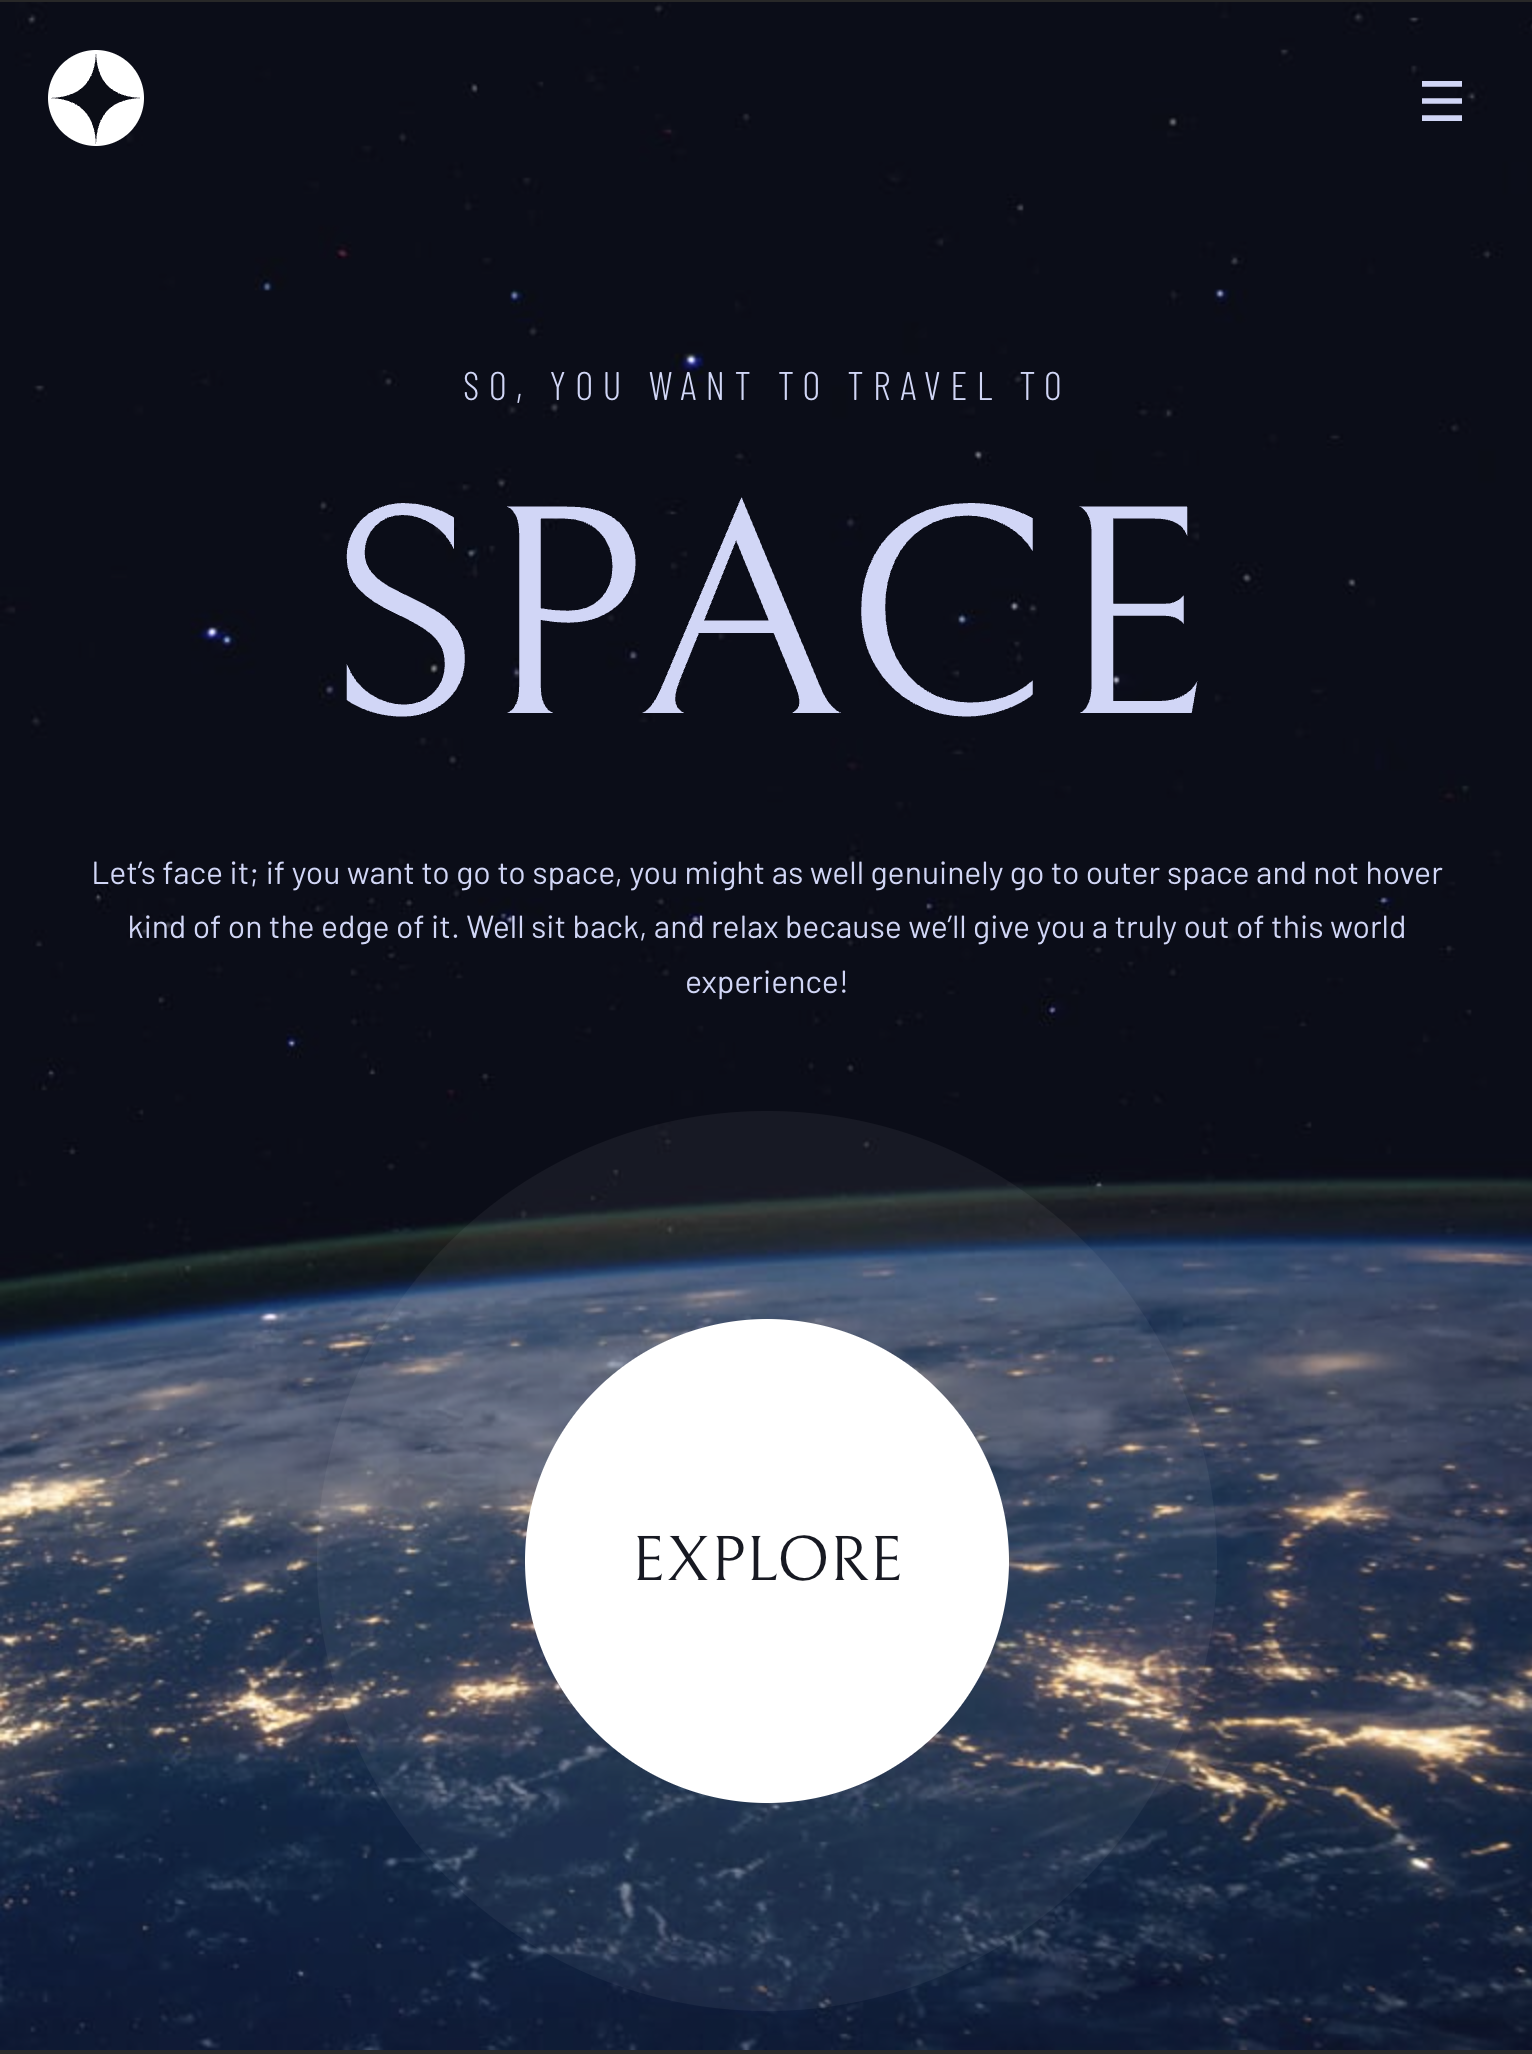 SO, YOU WANT TO TRAVEL TO
SPACE
Let’s face it; if you want to go to space, you might as well genuinely go to outer space and not hover
kind of on the edge of it. Well sit back, and relax because we’ll give you a truly out of this world
experience!
EXPLORE